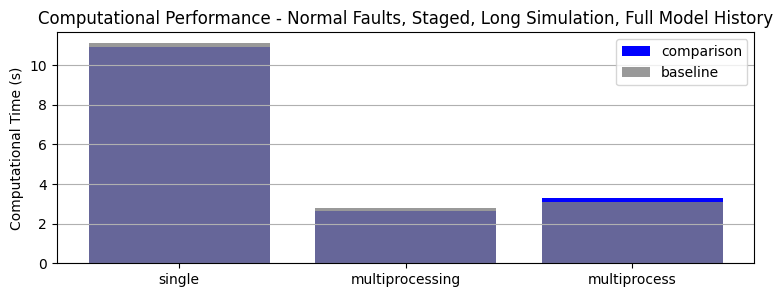 Computational Performance - Normal Faults, Staged, Long Simulation, Full Model History
comparison
baseline
Computational Time (s)
10
8
6
4
2
0
single
multiprocessing
multiprocess